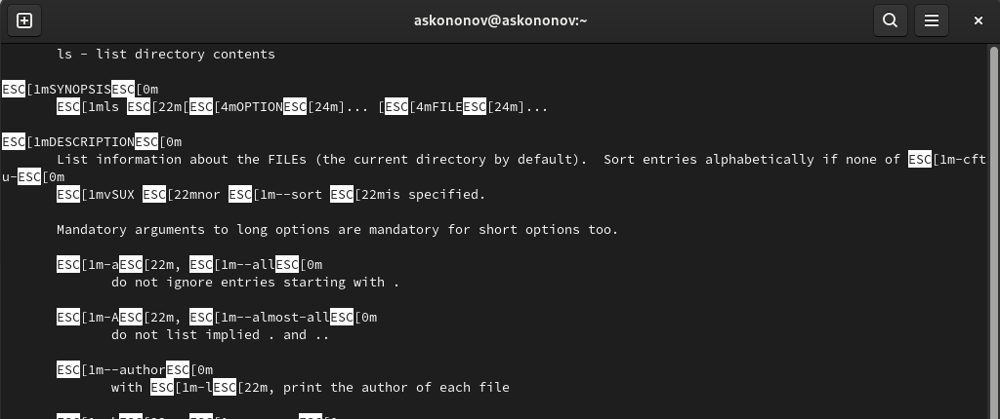 askononov@askononov:~
ls - list directory contents
ESC[1mSYNOPSISESC[0m
ESC[1mls ESC[22m[ESC[4mOPTIONESC[24m]... [ESC[4mFILEESC[24m]...
ESC[1mDESCRIPTIONESC[0m
List information about the FILEs (the current directory by default).  Sort entries alphabetically if none of ESC[1m-cft
u-ESC[0m
ESC[1mvSUX ESC[22mnor ESC[1m--sort ESC[22mis specified.
Mandatory arguments to long options are mandatory for short options too.
ESC[1m-aESC[22m, ESC[1m--allESC[0m
do not ignore entries starting with .
ESC[1m-AESC[22m, ESC[1m--almost-allESC[0m
do not list implied . and ..
ESC[1m--authorESC[0m
with ESC[1m-lESC[22m, print the author of each file